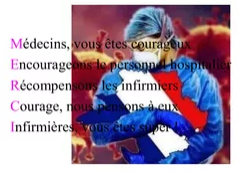 Médecins, vous êtes courageux
Encourageons le personnel hospitalier
Récompensons les infirmiers
Courage, nous pensons à eux
Infirmières, vous êtes super !